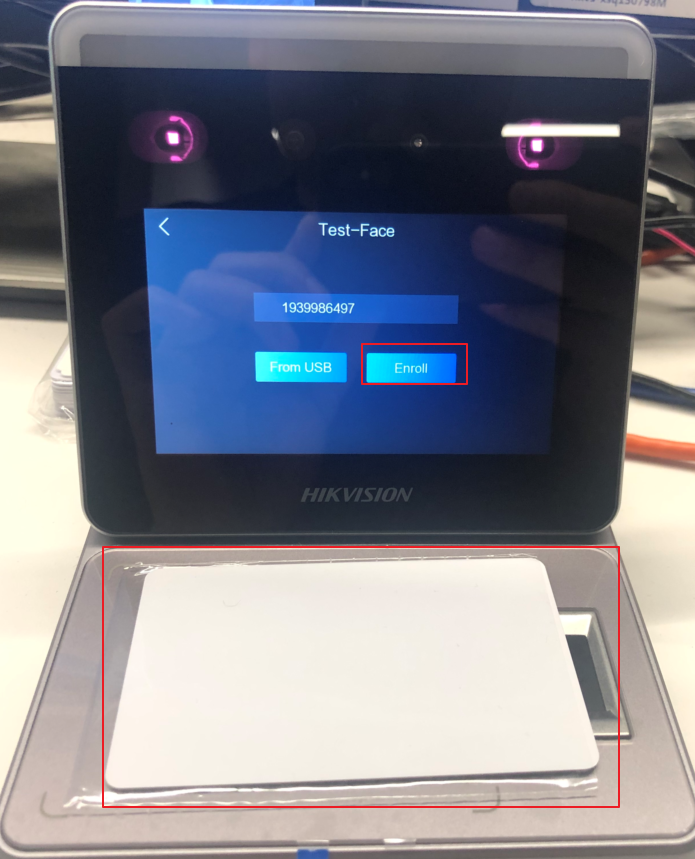 Test-Face
1939986497
From USB
Enroll
HIKVISION